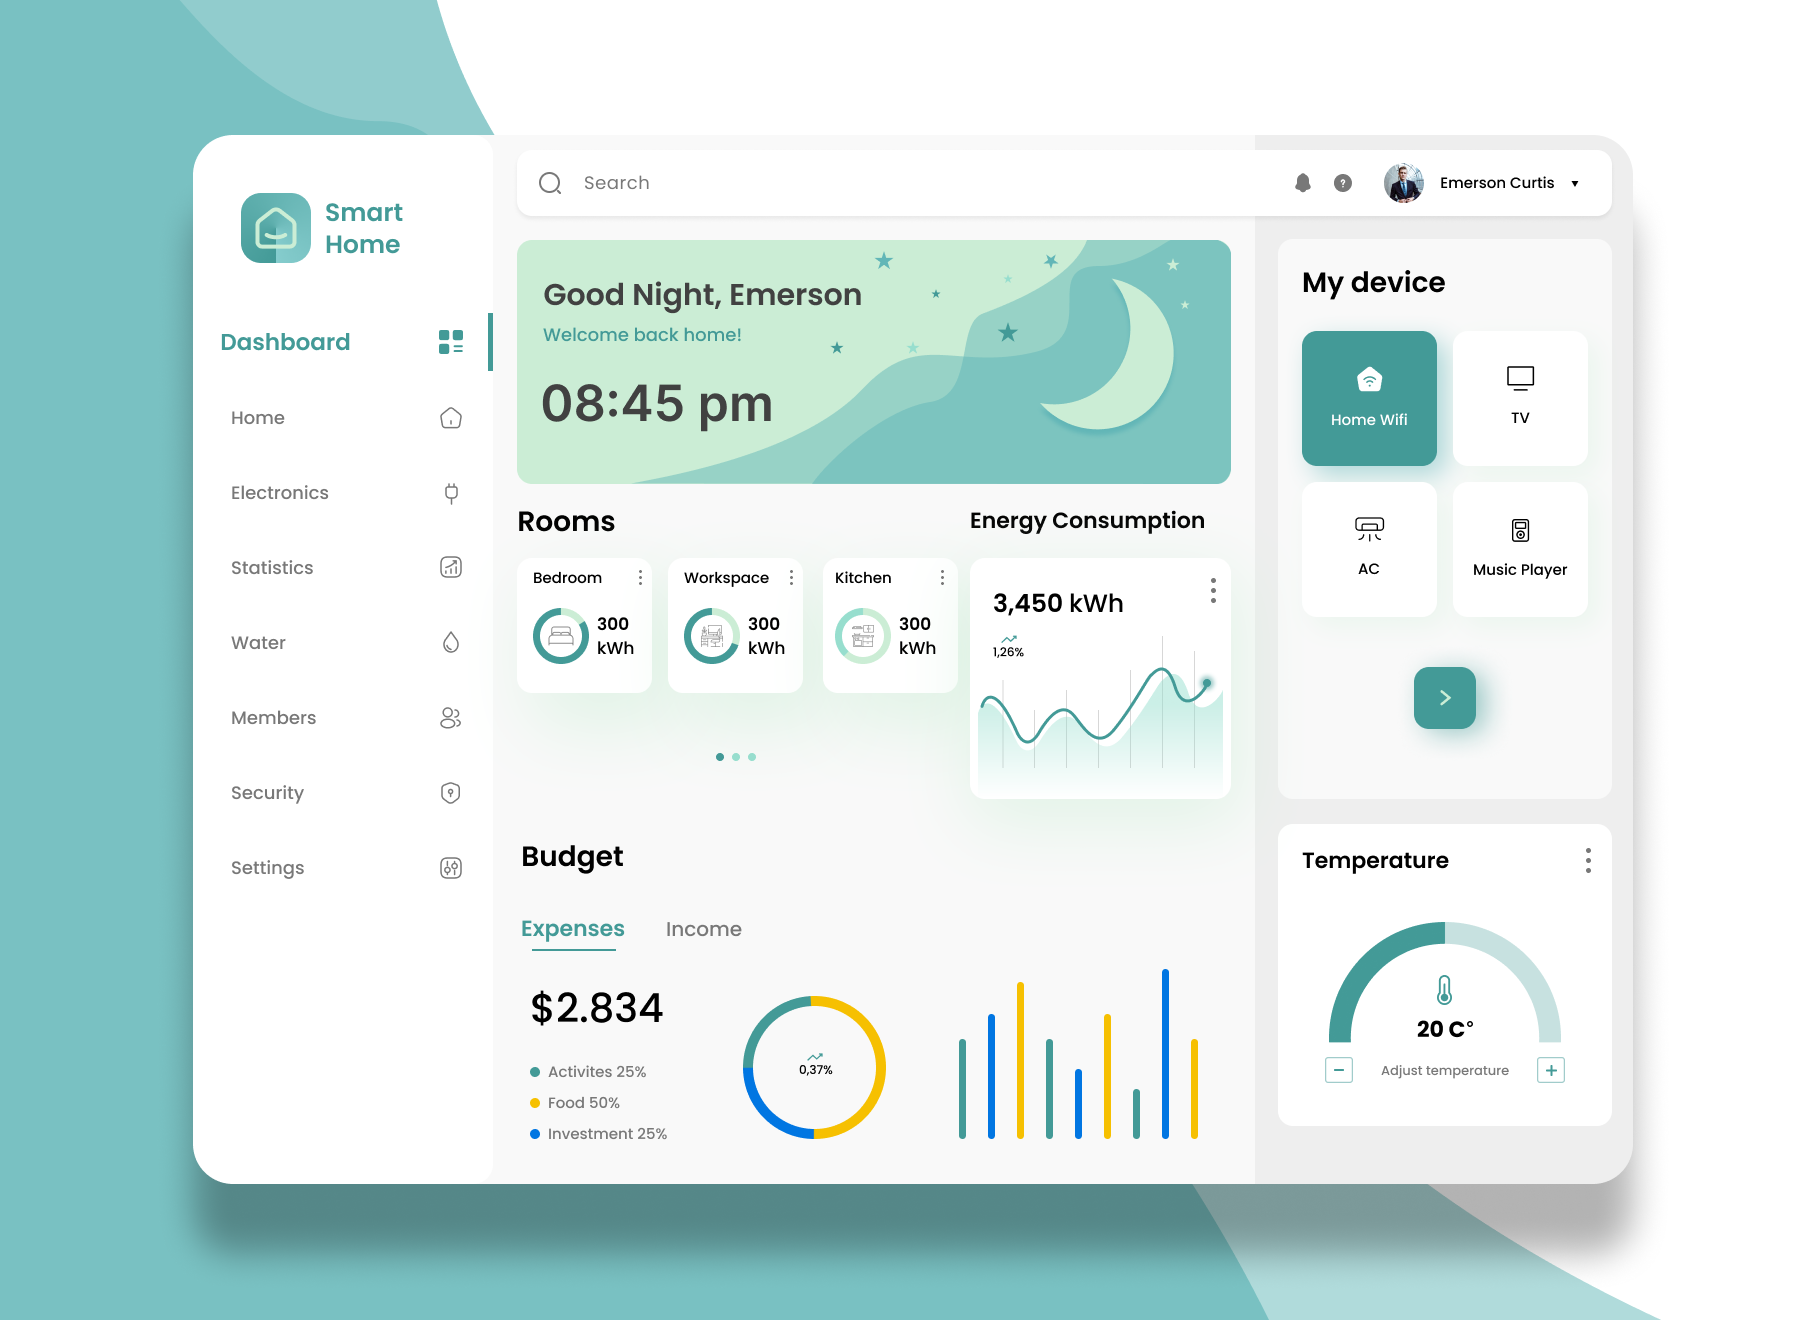 Smart
Home
Dashboard
Home
Electronics
Statistics
Water
Members
Security
Settings
Search
?
Emerson Curtis
Good Night, Emerson
Welcome back home!
08:45 pm
Rooms
Bedroom
300
kWh
Workspace
300
kWh
Kitchen
300
kWh
Energy Consumption
3,450 kWh
1,26%
Budget
Expenses
Income
$2.834
Activites 25%
Food 50%
Investment 25%
0,37%
My device
Home Wifi
TV
AC
Music Player
Temperature
20 C°
Adjust temperature